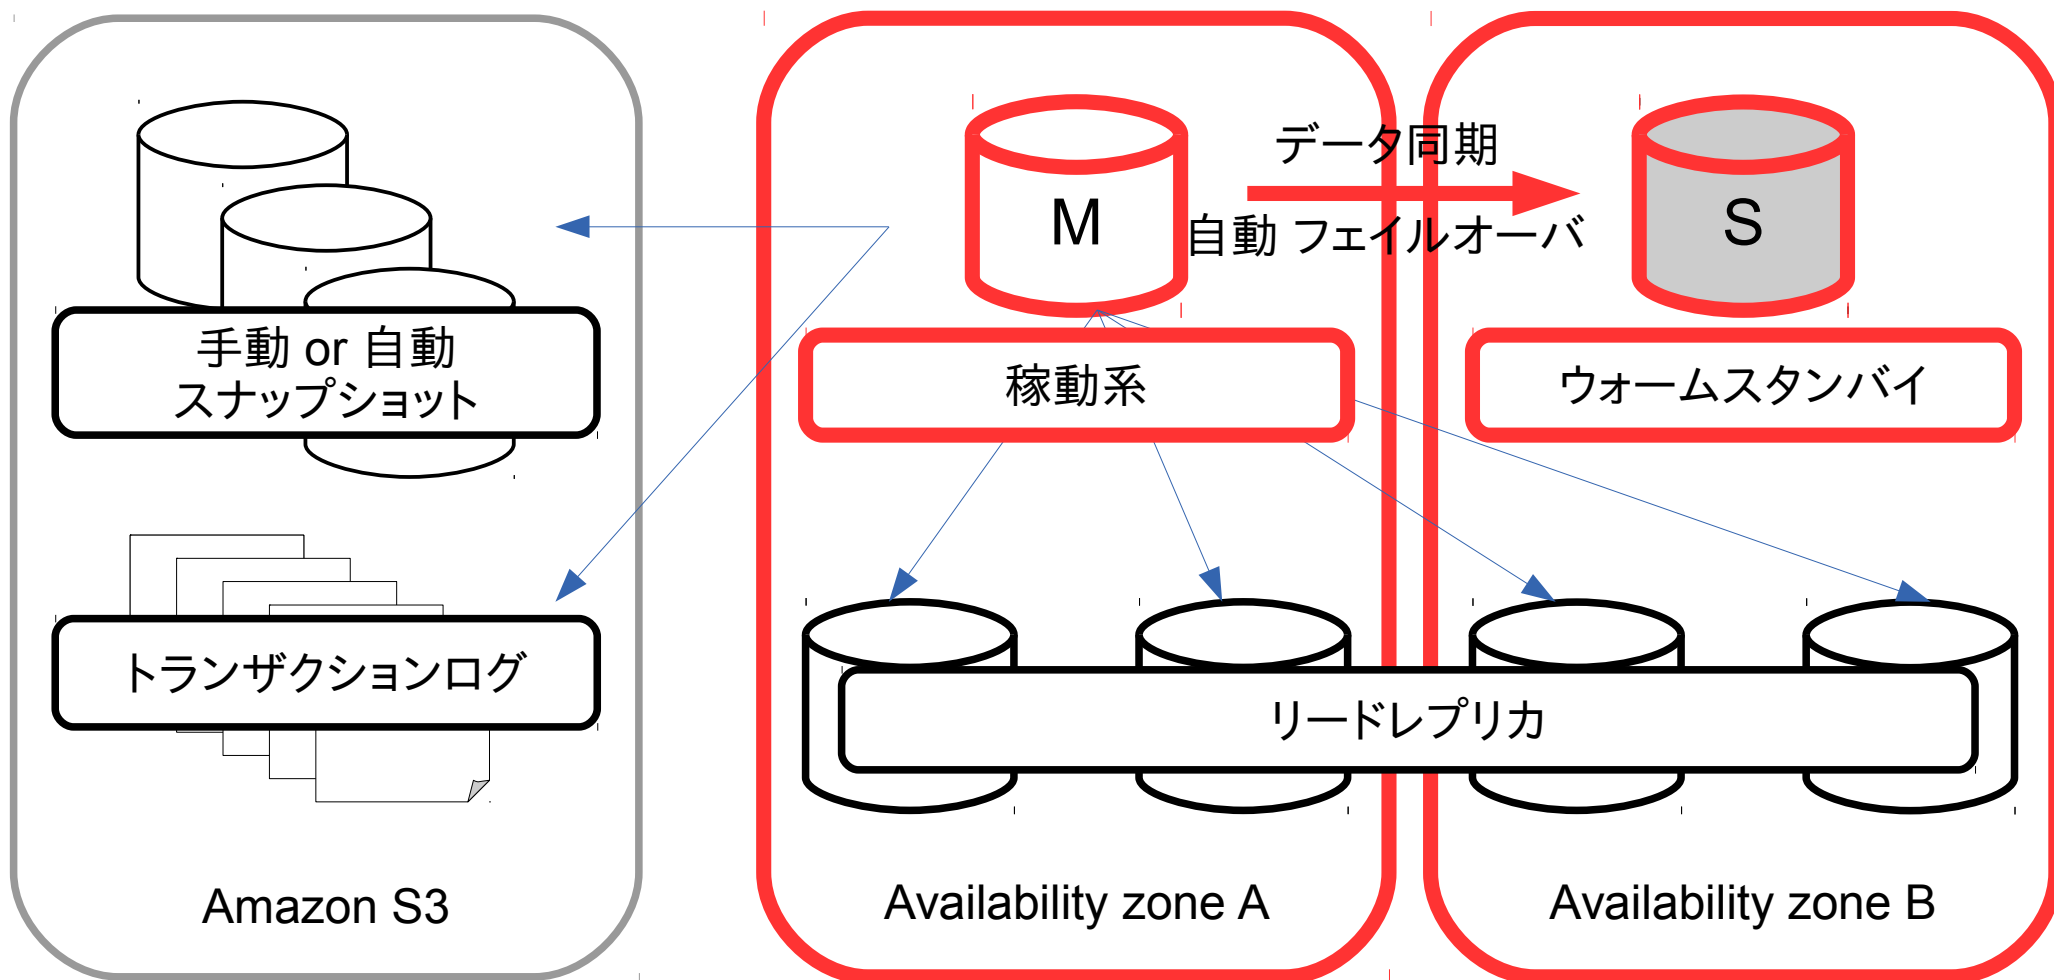 手動 or 自動
スナップショット
トランザクションログ
Amazon S3
M
データ同期
自動 フェイルオーバ
S
稼動系
ウォームスタンバイ
リードレプリカ
Availability zone A
Availability zone B